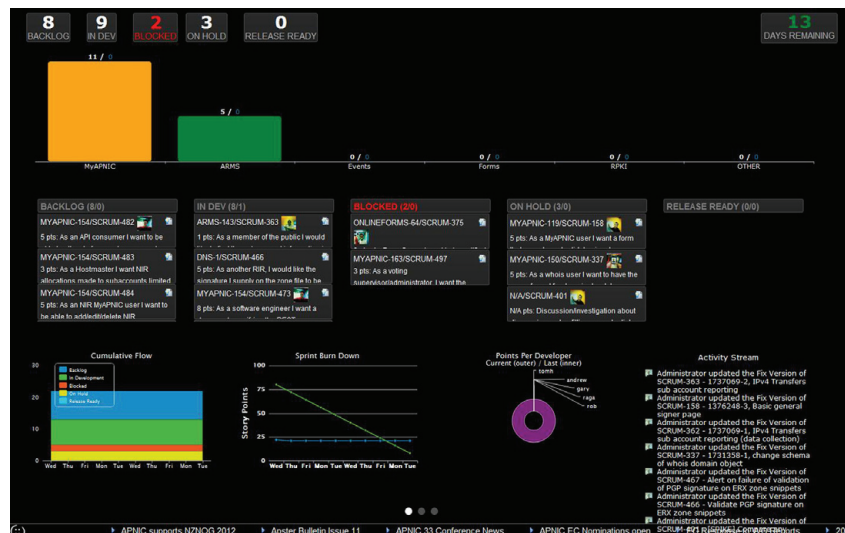 8 9 2 3 0 13
BACKLOG IN DEV BLOCKED ON HOLD RELEASE READY DAYS REMAINING
11 / 0
5 / 0
0 / 0 0 / 0 0 / 0 0 / 0
MyAPNIC ARMS Events Forms RPKI OTHER
BACKLOG (8/0)
MYAPNIC-154/SCRUM-482
5 pts: As an API consumer I want to be
MYAPNIC-154/SCRUM-483
3 pts: As a Hostmaster I want NIR
allocations made to subaccounts limited
MYAPNIC-154/SCRUM-484
5 pts: As an NIR MyAPNIC user I want to
be able to add/edit/delete NIR
IN DEV (8/1)
ARMS-143/SCRUM-363
1 pts: As a member of the public I would
DNS-1/SCRUM-466
5 pts: As another RIR, I would like the
signature I supply on the zone file to be
MYAPNIC-154/SCRUM-473
8 pts: As a software engineer I want a
BLOCKED (2/0)
ONLINEFORMS-64/SCRUM-375
MYAPNIC-163/SCRUM-497
3 pts: As a voting
supervisor/administrator, I want the
ON HOLD (3/0)
MYAPNIC-119/SCRUM-158
5 pts: As a MyAPNIC user I want a form
MYAPNIC-150/SCRUM-337
5 pts: As a whois user I want to have the
N/A/SCRUM-401
N/A pts: Discussion/investigation about
RELEASE READY (0/0)
Cumulative Flow
30
20
10
0
Backlog
In Development
Blocked
On Hold
Release Ready
Wed Thu Fri Mon Tue Wed Thu Fri Mon Tue
Sprint Burn Down
Story Points
100
75
50
25
0
Wed Thu Fri Mon Tue Wed Thu Fri Mon Tue
Points Per Developer
Current (outer) / Last (inner)
tomh
andrew
gary
raga
rob
Activity Stream
Administrator updated the Fix Version of
SCRUM-363 - 1737069-2, IPv4 Transfers
sub account reporting
Administrator updated the Fix Version of
SCRUM-158 - 1376248-3, Basic general
signer page
Administrator updated the Fix Version of
SCRUM-362 - 1737069-1, IPv4 Transfers
sub account reporting (data collection)
Administrator updated the Fix Version of
SCRUM-337 - 1731358-1, change schema
of whois domain object
Administrator updated the Fix Version of
SCRUM-467 - Alert on failure of validation
of PGP signature on ERX zone snippets
Administrator updated the Fix Version of
SCRUM-466 - Validate PGP signature on
ERX zone snippets
Administrator updated the Fix Version of
APNIC supports NZNOG 2012 Apster Bulletin Issue 11 APNIC 33 Conference News APNIC EC Nominations open